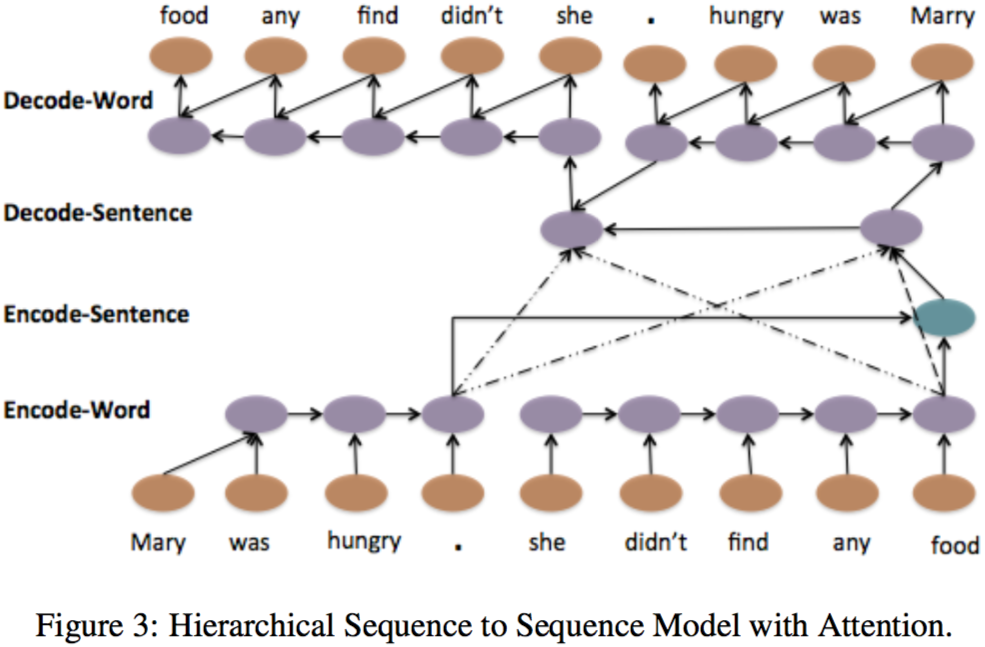 food any find didn't she . hungry was Marry
Decode-Word
Decode-Sentence
Encode-Sentence
Encode-Word
Mary was hungry . she didn't find any food
Figure 3: Hierarchical Sequence to Sequence Model with Attention.